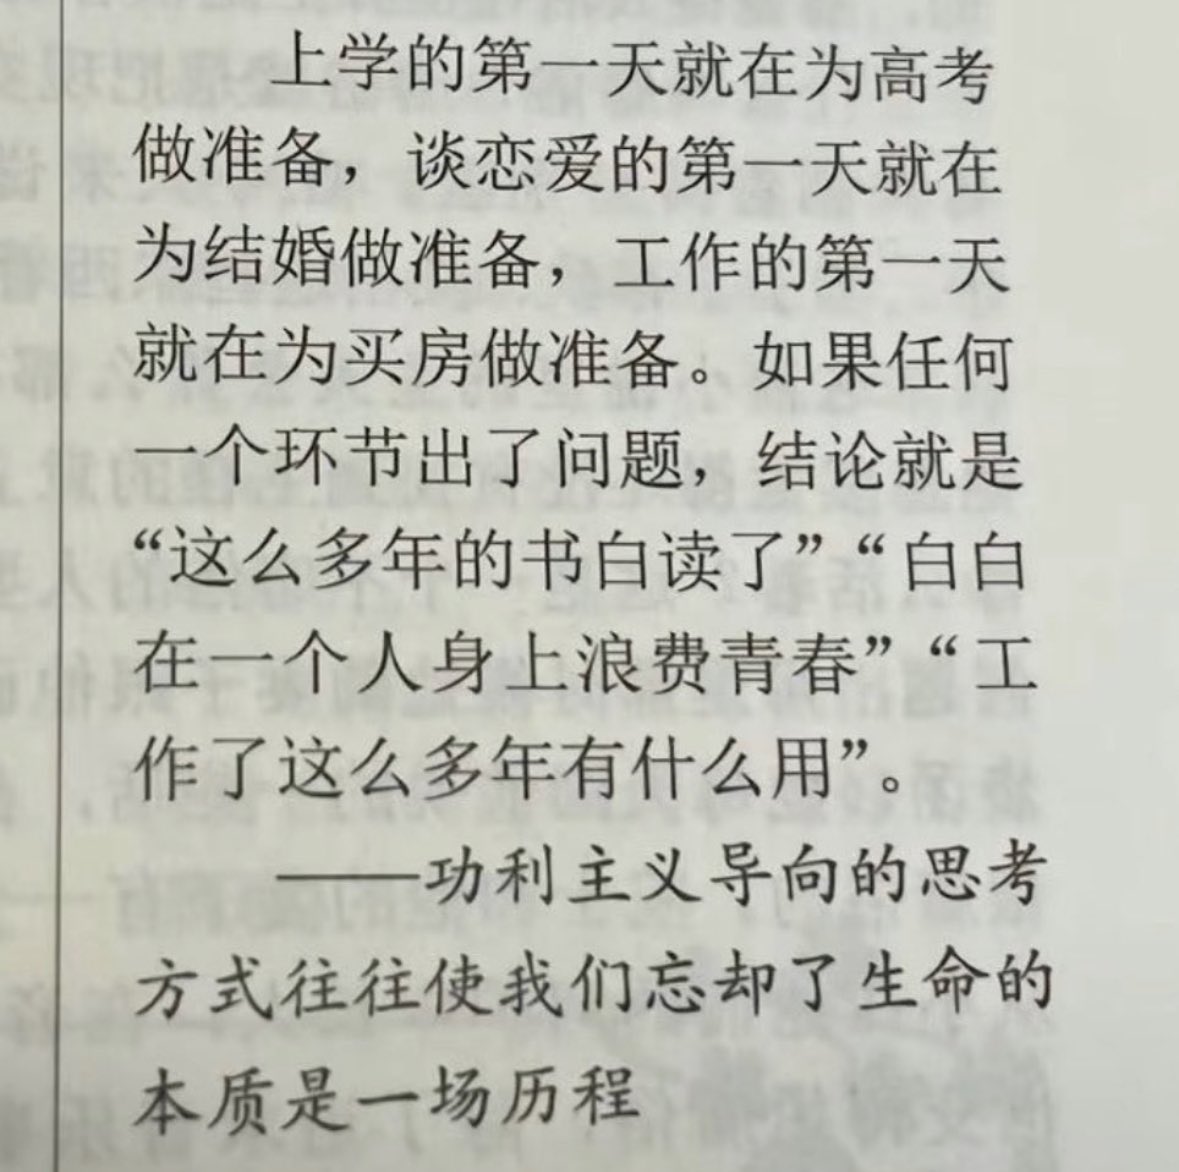 上学的第一天就在为高考
做准备，谈恋爱的第一天就在
为结婚做准备，工作的第一天
就在为买房做准备。如果任何
一个环节出了问题，结论就是
“这么多年的书白读了”“白白
在一个人身上浪费青春”“工
作了这么多年有什么用”。
——功利主义导向的思考
方式往往使我们忘却了生命的
本质是一场历程